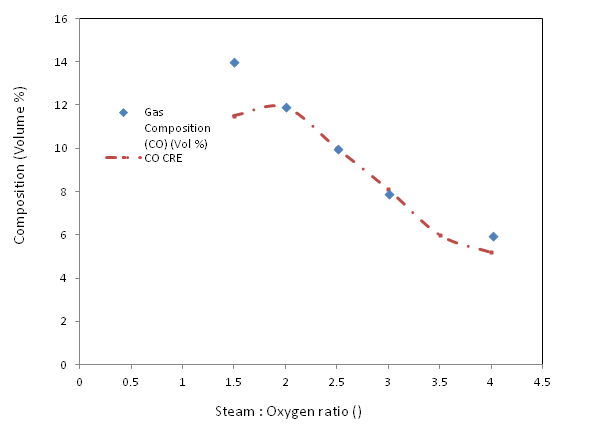 16
14
12
10
8
6
4
2
0
Composition (Volume %)
Gas
Composition
(CO) (Vol %)
CO CRE
0 0.5 1 1.5 2 2.5 3 3.5 4 4.5
Steam : Oxygen ratio ()